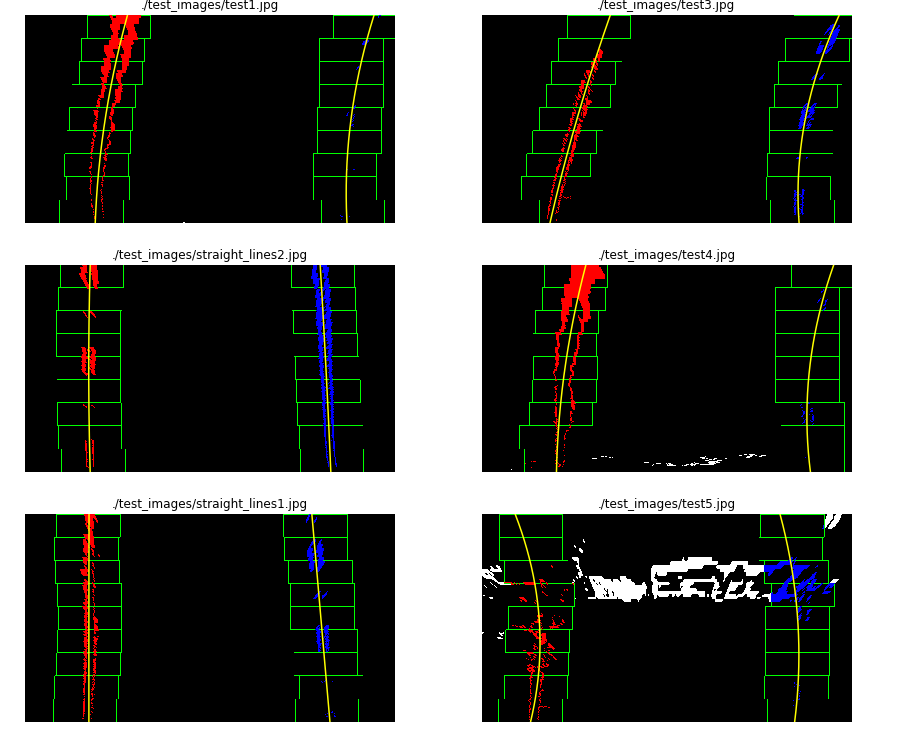 ./test_images/test1.jpg
./test_images/test3.jpg
./test_images/straight_lines2.jpg
./test_images/test4.jpg
./test_images/straight_lines1.jpg
./test_images/test5.jpg